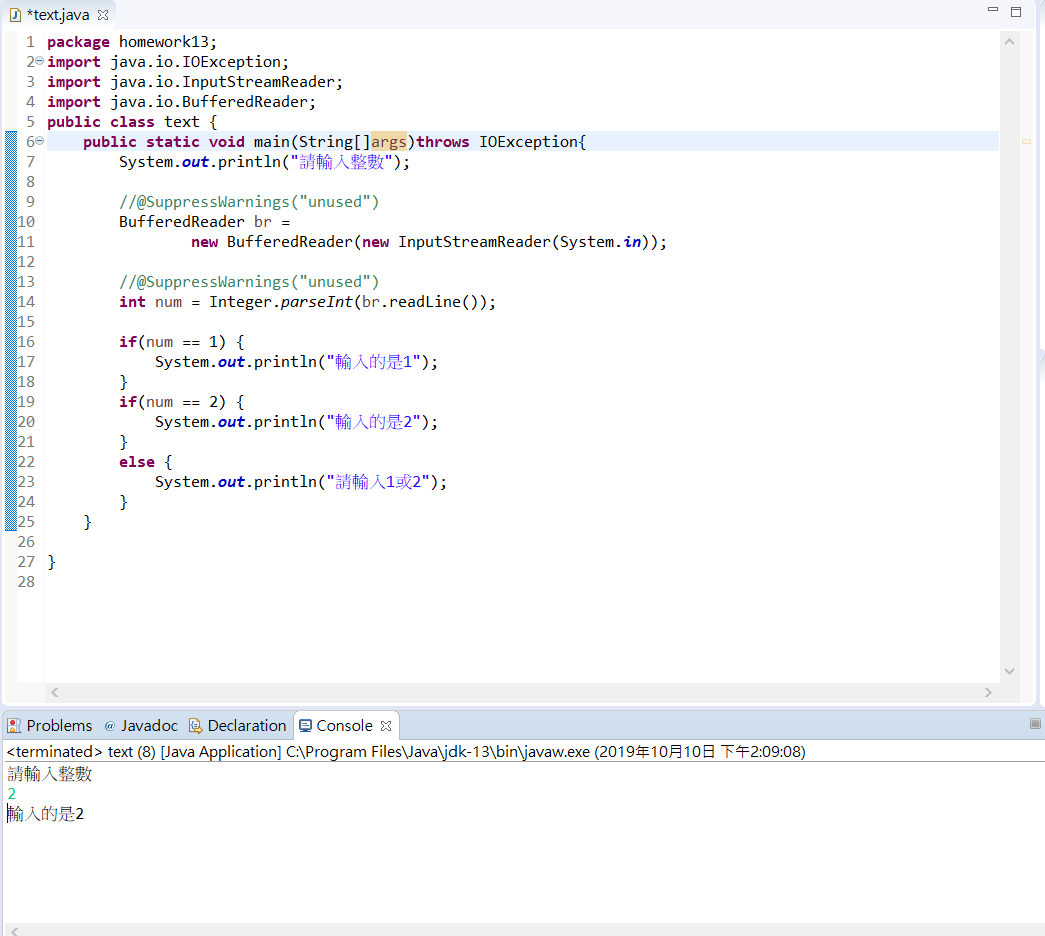 *text.java
1 package homework13;
2 import java.io.IOException;
3 import java.io.InputStreamReader;
4 import java.io.BufferedReader;
5 public class text {
6     public static void main(String[]args)throws IOException{
7         System.out.println("請輸入整數");
8
9         //@SuppressWarnings("unused")
10         BufferedReader br =
11                 new BufferedReader(new InputStreamReader(System.in));
12
13         //@SuppressWarnings("unused")
14         int num = Integer.parseInt(br.readLine());
15
16         if(num == 1) {
17             System.out.println("輸入的是1");
18         }
19         if(num == 2) {
20             System.out.println("輸入的是2");
21         }
22         else {
23             System.out.println("請輸入1或2");
24         }
25     }
26
27 }
28
Problems @ Javadoc Declaration Console
<terminated> text (8) [Java Application] C:\Program Files\Java\jdk-13\bin\javaw.exe (2019年10月10日 下午2:09:08)
請輸入整數
2
輸入的是2